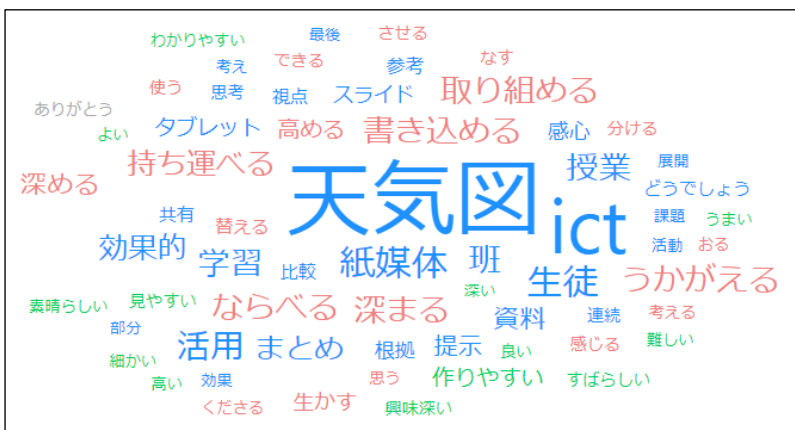 わかりやすい
最後
させる
考え
できる
参考
なす
使う
思考
視点
スライド
取り組める
ありがとう
よい
タブレット
高める
書き込める
感心
分ける
深める
持ち運べる
天気図
ict
授業
展開
どうでしょう
共有
替える
課題
うまい
効果的
学習
比較
紙媒体
班
活動
おる
生徒
うかがえる
素晴らしい
見やすい
ならべる
深まる
深い
資料
連続
考える
部分
活用
まとめ
根拠
提示
良い
感じる
難しい
細かい
高い
効果
思う
作りやすい
すばらしい
くださる
生かす
興味深い